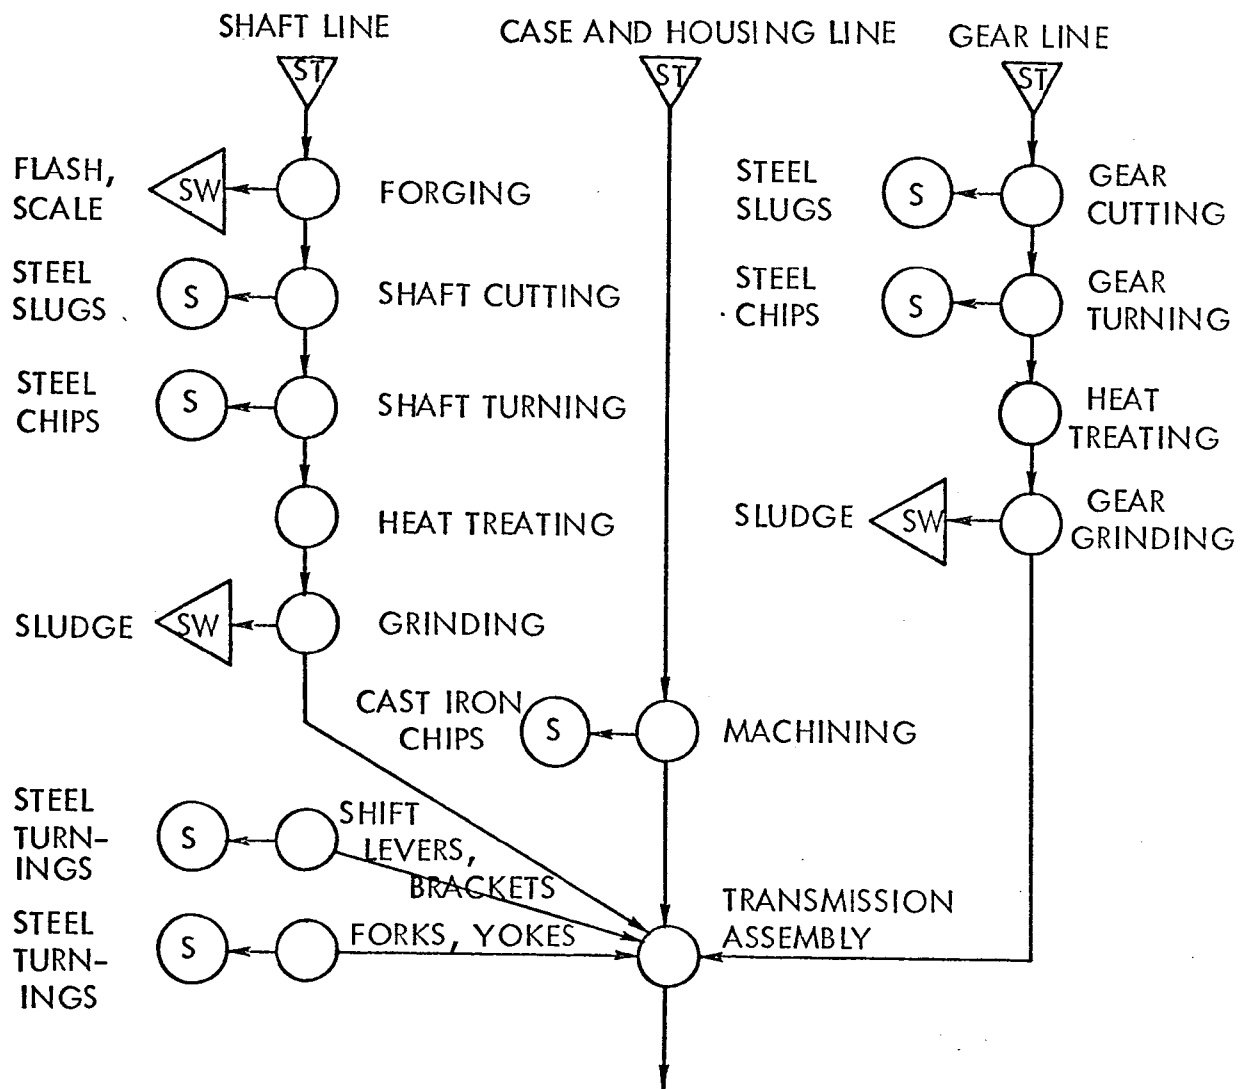 SHAFT LINE
CASE AND HOUSING LINE
GEAR LINE
ST
ST
ST
FLASH,
SCALE
SW
FORGING
STEEL
SLUGS
S
GEAR
CUTTING
STEEL
SLUGS
S
SHAFT CUTTING
STEEL
CHIPS
S
GEAR
TURNING
STEEL
CHIPS
S
SHAFT TURNING
HEAT
TREATING
HEAT TREATING
SLUDGE
SW
GEAR
GRINDING
SLUDGE
SW
GRINDING
CAST IRON
CHIPS
S
MACHINING
STEEL
TURN-
INGS
S
SHIFT
LEVERS,
BRACKETS
STEEL
TURN-
INGS
S
FORKS, YOKES
TRANSMISSION
ASSEMBLY